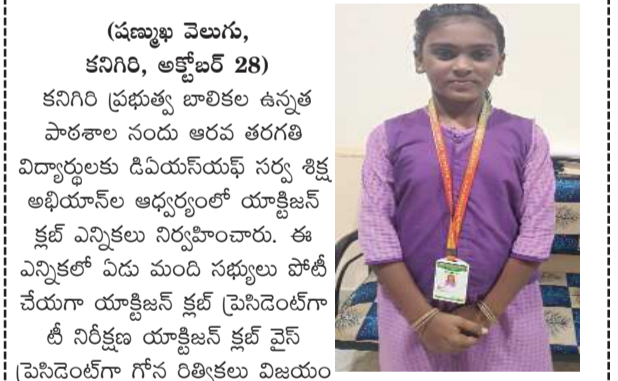 (షణ్ముఖ వెలుగు,
కనిగిరి, అక్టోబర్ 28)
కనిగిరి ప్రభుత్వ బాలికల ఉన్నత
పాఠశాల నందు ఆరవ తరగతి
విద్యార్థులకు డిఏయస్‌యఫ్ సర్వ శిక్ష
అభియాన్‌ల ఆధ్వర్యంలో యాక్టిజన్
క్లబ్ ఎన్నికలు నిర్వహించారు. ఈ
ఎన్నికలో ఏడు మంది సభ్యులు పోటీ
చేయగా యాక్టిజన్ క్లబ్ ప్రెసిడెంట్‌గా
టీ నిరీక్షణ యాక్టిజన్ క్లబ్ వైస్
ప్రెసిడెంట్‌గా గోన రిత్వికలు విజయం